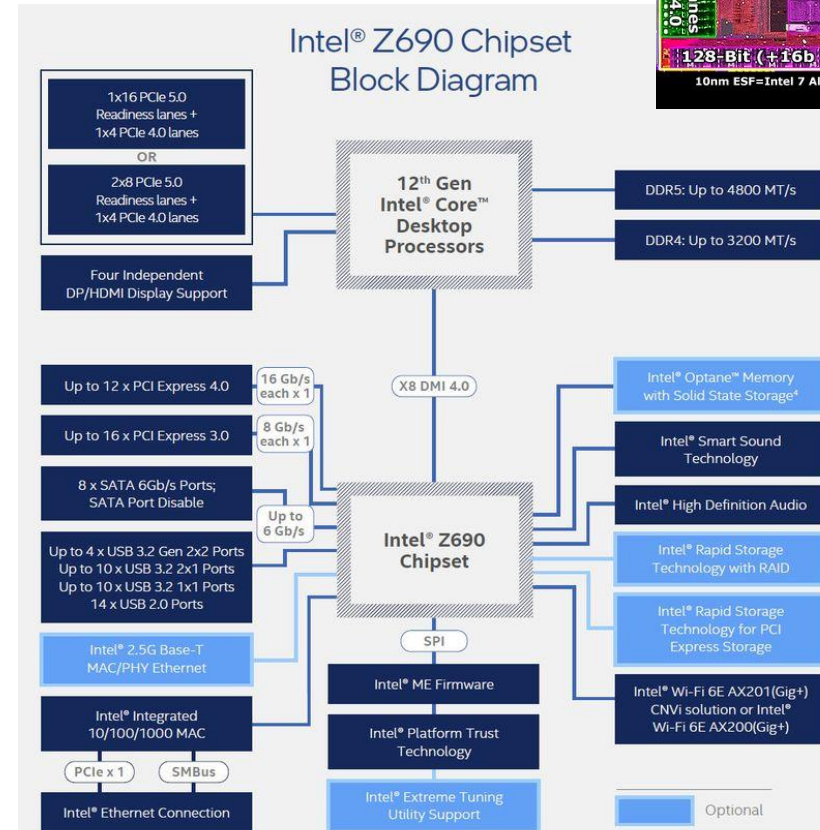 Intel® Z690 Chipset
Block Diagram
4.0
128-Bit (+16b
10nm ESF=Intel 7 Al
1x16 PCIe 5.0
Readiness lanes +
1x4 PCIe 4.0 lanes
OR
2x8 PCIe 5.0
Readiness lanes +
1x4 PCIe 4.0 lanes
Four Independent
DP/HDMI Display Support
12th Gen
Intel® Core™
Desktop
Processors
DDR5: Up to 4800 MT/s
DDR4: Up to 3200 MT/s
X8 DMI 4.0
Up to 12 x PCI Express 4.0
16 Gb/s
each x 1
Up to 16 x PCI Express 3.0
8 Gb/s
each x 1
8 x SATA 6Gb/s Ports;
SATA Port Disable
Up to
6 Gb/s
Up to 4 x USB 3.2 Gen 2x2 Ports
Up to 10 x USB 3.2 2x1 Ports
Up to 10 x USB 3.2 1x1 Ports
14 x USB 2.0 Ports
Intel® 2.5G Base-T
MAC/PHY Ethernet
Intel® Integrated
10/100/1000 MAC
PCIe x 1
SMBus
Intel® Ethernet Connection
Intel® Z690
Chipset
SPI
Intel® ME Firmware
Intel® Platform Trust
Technology
Intel® Extreme Tuning
Utility Support
Intel® Optane™ Memory
with Solid State Storage⁴
Intel® Smart Sound
Technology
Intel® High Definition Audio
Intel® Rapid Storage
Technology with RAID
Intel® Rapid Storage
Technology for PCI
Express Storage
Intel® Wi-Fi 6E AX201(Gig+)
CNVi solution or Intel®
Wi-Fi 6E AX200(Gig+)
Optional